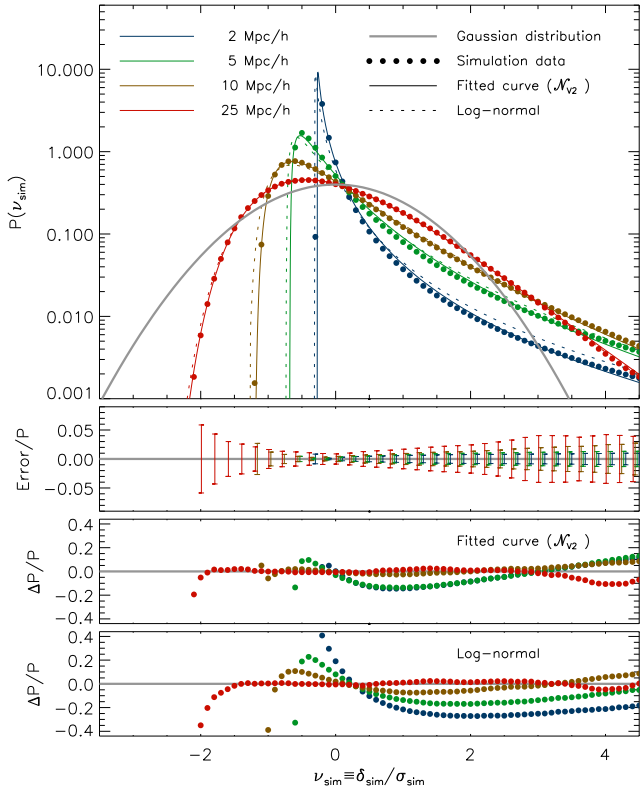 2 Mpc/h Gaussian distribution
5 Mpc/h Simulation data
10 Mpc/h Fitted curve (𝒩v2)
25 Mpc/h Log-normal
10.000
1.000
0.100
0.010
0.001
P(νsim)
0.05
0.00
-0.05
Error/P
Fitted curve (𝒩v2)
0.4
0.2
0.0
-0.2
-0.4
ΔP/P
Log-normal
0.4
0.2
0.0
-0.2
-0.4
ΔP/P
-2 0 2 4
νsim≡δsim/σsim